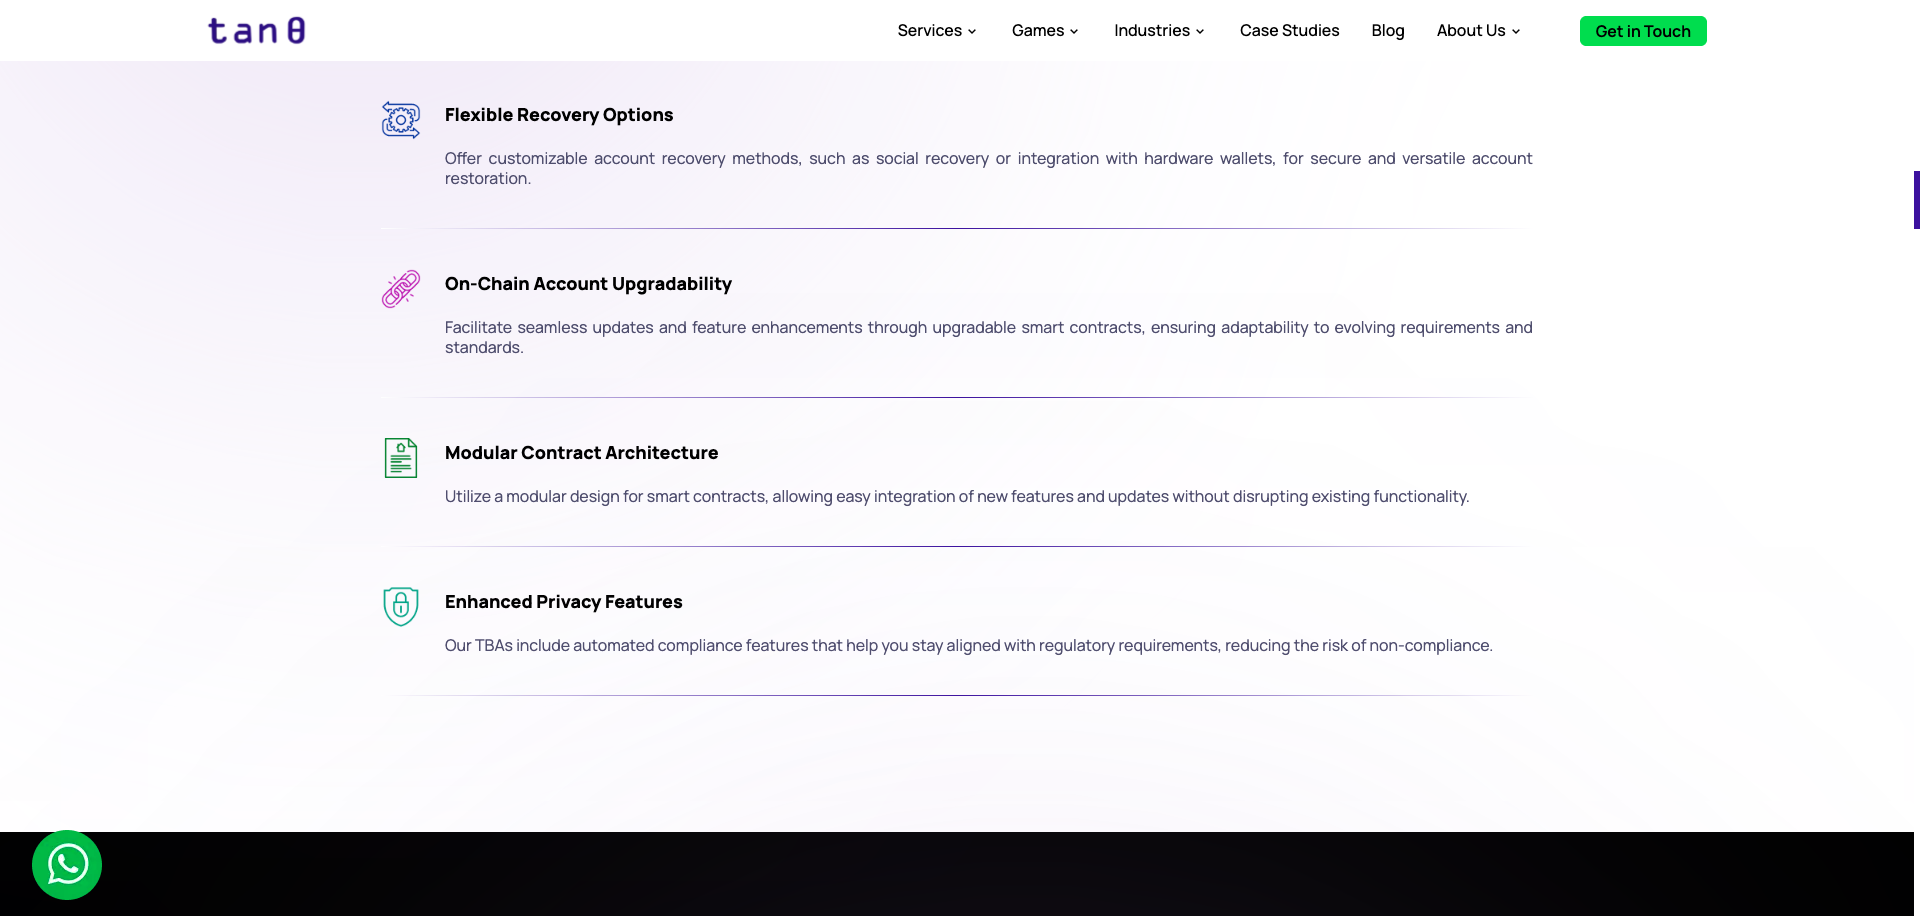 tan θ
Services
Games
Industries
Case Studies
Blog
About Us
Get in Touch
Flexible Recovery Options
Offer customizable account recovery methods, such as social recovery or integration with hardware wallets, for secure and versatile account
restoration.
On-Chain Account Upgradability
Facilitate seamless updates and feature enhancements through upgradable smart contracts, ensuring adaptability to evolving requirements and
standards.
Modular Contract Architecture
Utilize a modular design for smart contracts, allowing easy integration of new features and updates without disrupting existing functionality.
Enhanced Privacy Features
Our TBAs include automated compliance features that help you stay aligned with regulatory requirements, reducing the risk of non-compliance.